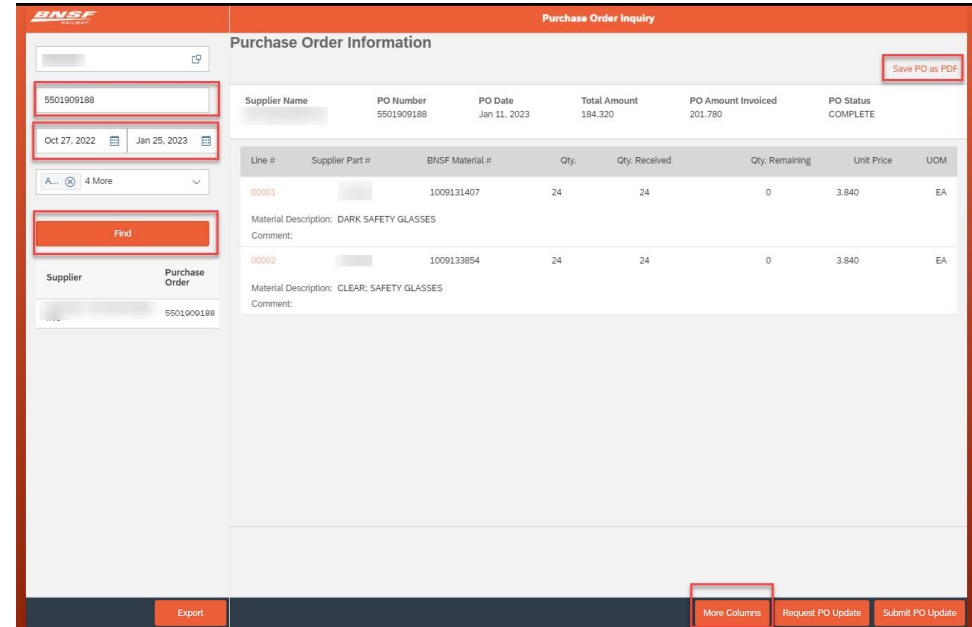 BNSF
RAILWAY
Purchase Order Inquiry
Purchase Order Information
Save PO as PDF
5501909188
Oct 27, 2022 Jan 25, 2023
A... 4 More
Find
Supplier Purchase Order
5501909188
Supplier Name PO Number PO Date Total Amount PO Amount Invoiced PO Status
5501909188 Jan 11, 2023 184.320 201.780 COMPLETE
Line # Supplier Part # BNSF Material # Qty. Qty. Received Qty. Remaining Unit Price UOM
00001 1009131407 24 24 0 3.840 EA
Material Description: DARK SAFETY GLASSES
Comment:
00002 1009133854 24 24 0 3.840 EA
Material Description: CLEAR; SAFETY GLASSES
Comment:
Export More Columns Request PO Update Submit PO Update